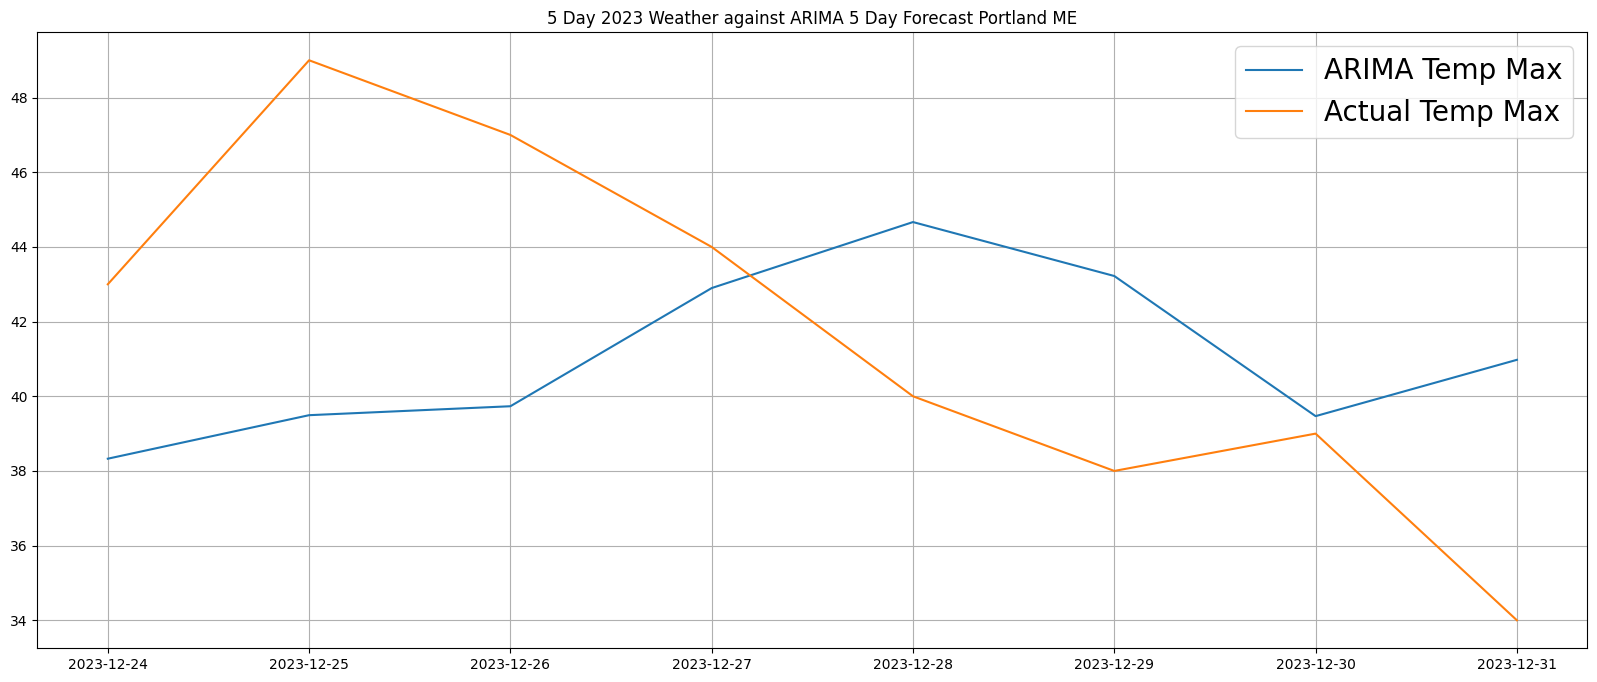 5 Day 2023 Weather against ARIMA 5 Day Forecast Portland ME
ARIMA Temp Max
Actual Temp Max
48
46
44
42
40
38
36
34
2023-12-24 2023-12-25 2023-12-26 2023-12-27 2023-12-28 2023-12-29 2023-12-30 2023-12-31